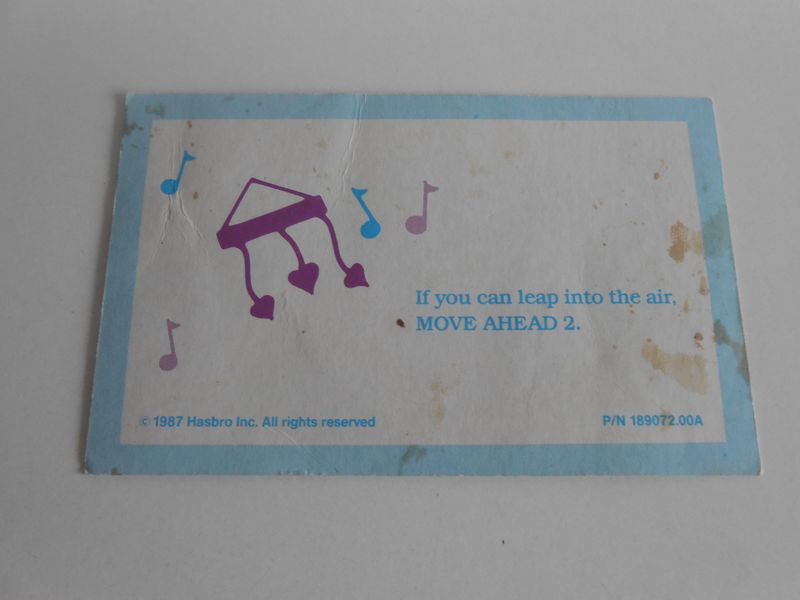 If you can leap into the air,
MOVE AHEAD 2.
© 1987 Hasbro Inc. All rights reserved
P/N 189072.00A